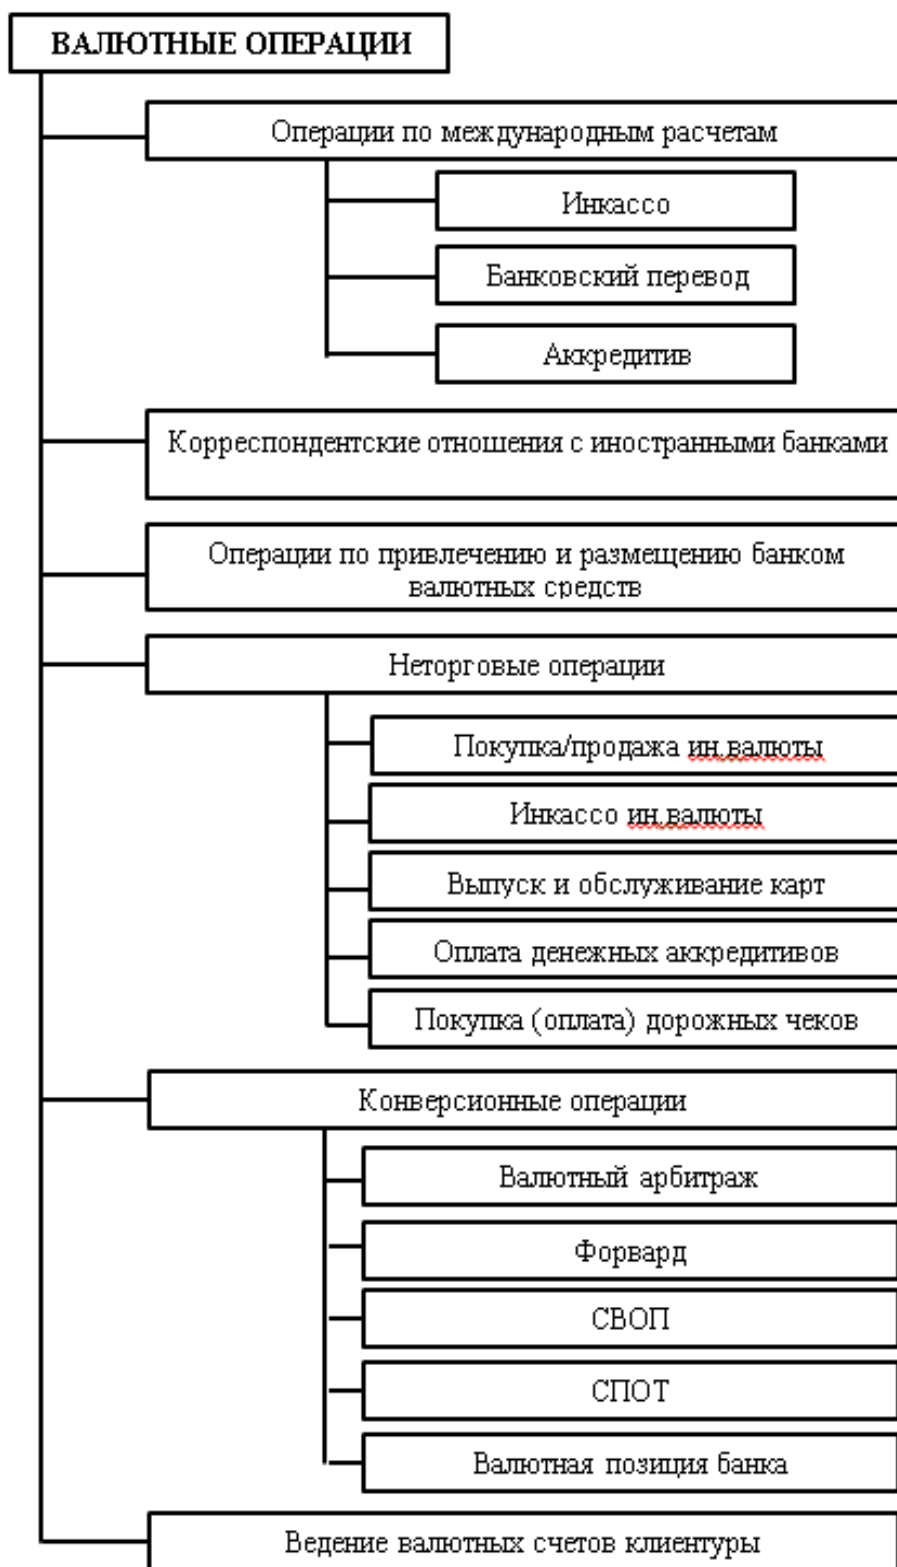 ВАЛЮТНЫЕ ОПЕРАЦИИ
Операции по международным расчетам
Инкассо
Банковский перевод
Аккредитив
Корреспондентские отношения с иностранными банками
Операции по привлечению и размещению банком
валютных средств
Неторговые операции
Покупка/продажа ин.валюты
Инкассо ин.валюты
Выпуск и обслуживание карт
Оплата денежных аккредитивов
Покупка (оплата) дорожных чеков
Конверсионные операции
Валютный арбитраж
Форвард
СВОП
СПОТ
Валютная позиция банка
Ведение валютных счетов клиентуры